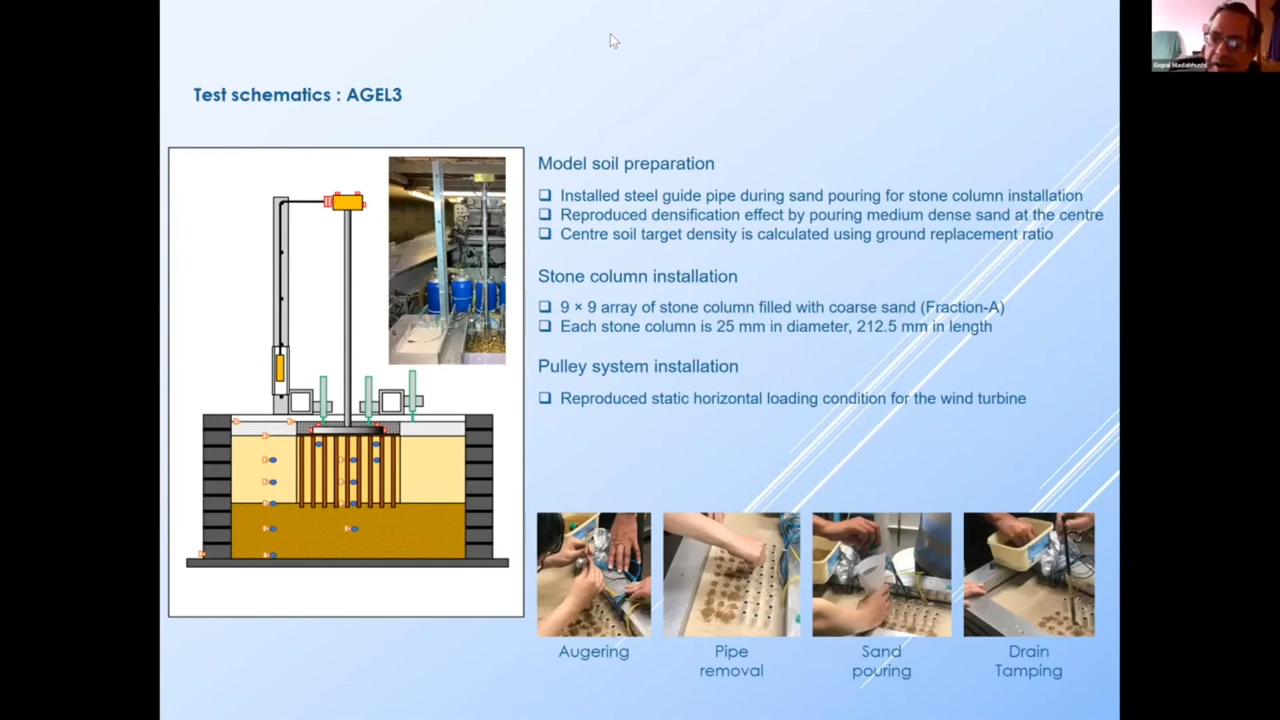 Gopal Madabhushi
Test schematics : AGEL3
Model soil preparation
Installed steel guide pipe during sand pouring for stone column installation
Reproduced densification effect by pouring medium dense sand at the centre
Centre soil target density is calculated using ground replacement ratio
Stone column installation
9 × 9 array of stone column filled with coarse sand (Fraction-A)
Each stone column is 25 mm in diameter, 212.5 mm in length
Pulley system installation
Reproduced static horizontal loading condition for the wind turbine
Augering
Pipe
removal
Sand
pouring
Drain
Tamping